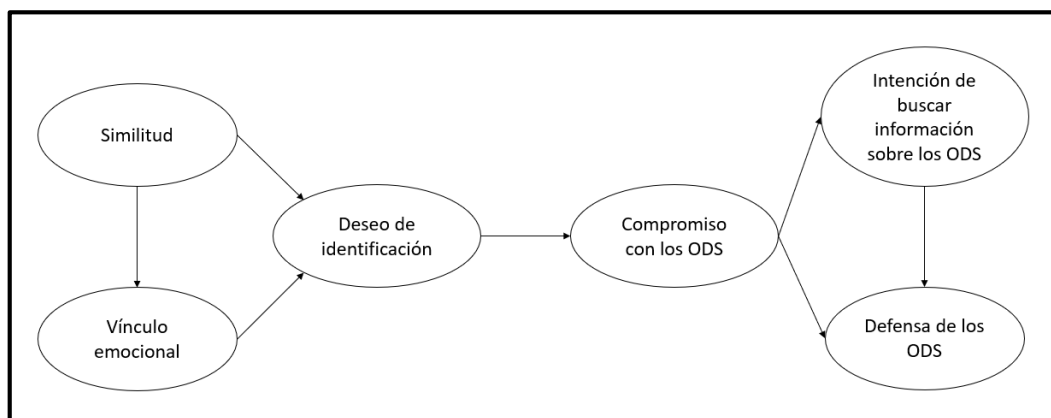 Similitud
Vínculo
emocional
Deseo de
identificación
Compromiso
con los ODS
Intención de
buscar
información
sobre los ODS
Defensa de los
ODS